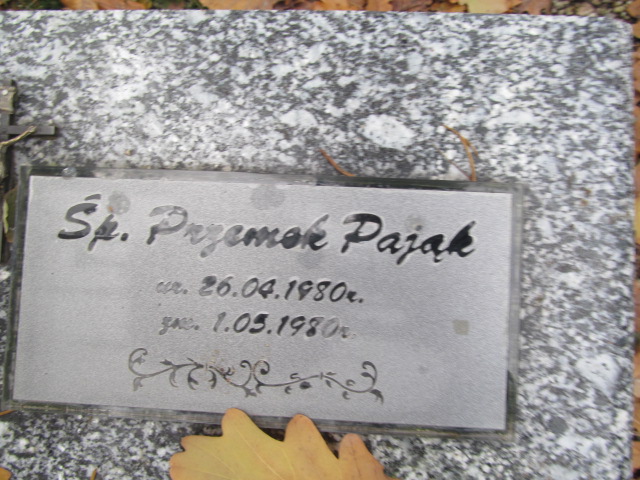 Śp. Przemek Pająk
ur. 26.04.1980r.
zm. 1.05.1980r.